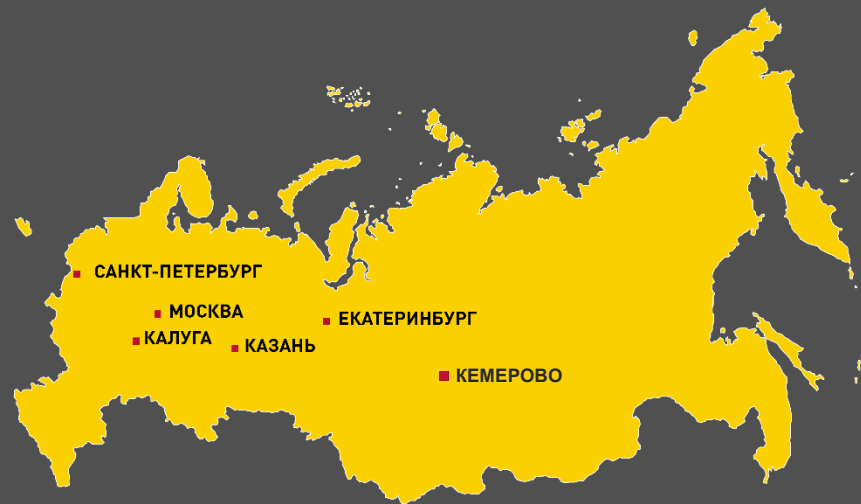 САНКТ-ПЕТЕРБУРГ
МОСКВА
ЕКАТЕРИНБУРГ
КАЛУГА
КАЗАНЬ
КЕМЕРОВО